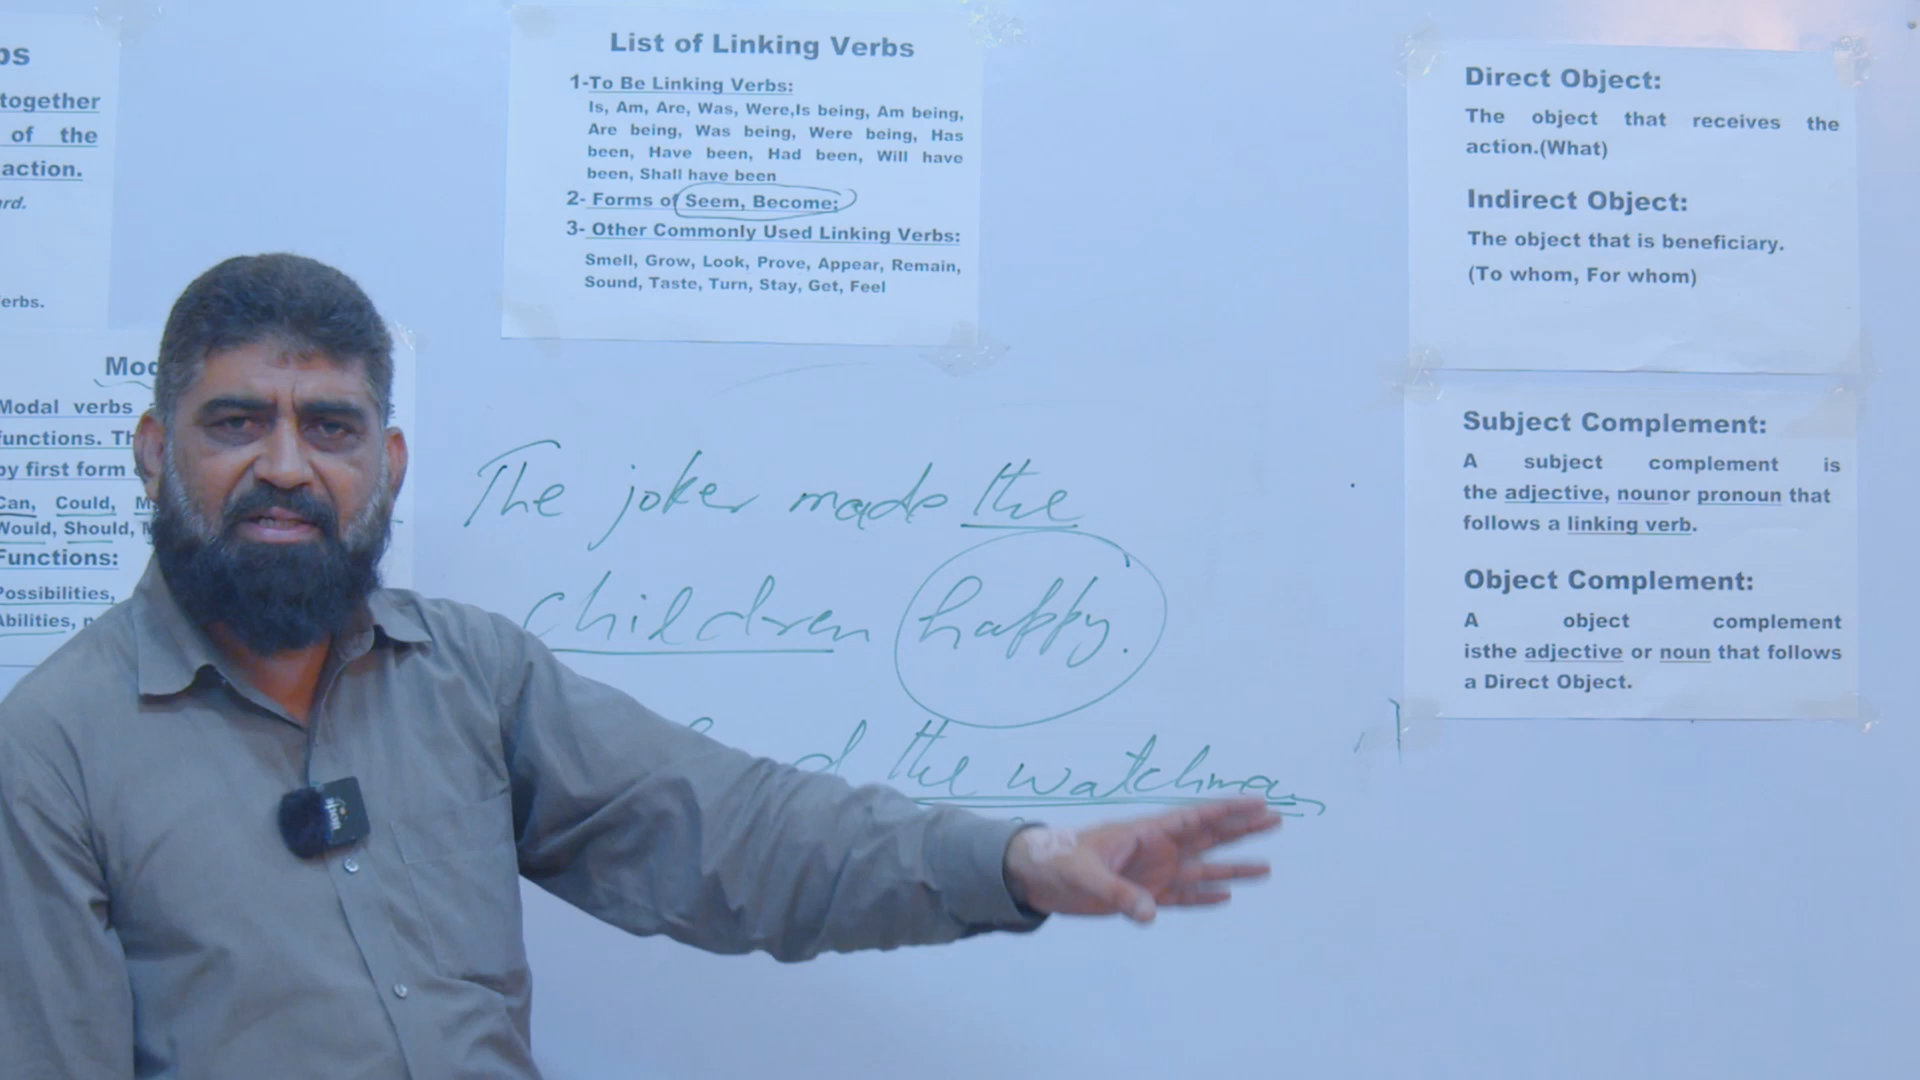 together
of the
action.
erbs.
Modal verbs
functions.
by first form
Can, Could,
Would, Should,
Functions:
Possibilities,
List of Linking Verbs
1-To Be Linking Verbs:
Is, Am, Are, Was, Were,Is being, Am being,
Are being, Was being, Were being, Has
been, Have been, Had been, Will have
been, Shall have been
2- Forms of Seem, Become:
3- Other Commonly Used Linking Verbs:
Smell, Grow, Look, Prove, Appear, Remain,
Sound, Taste, Turn, Stay, Get, Feel
The joker made the
children happy.
the watchman
Direct Object:
The object that receives the
action.(What)
Indirect Object:
The object that is beneficiary.
(To whom, For whom)
Subject Complement:
A subject complement is
the adjective, nounor pronoun that
follows a linking verb.
Object Complement:
A object complement
isthe adjective or noun that follows
a Direct Object.